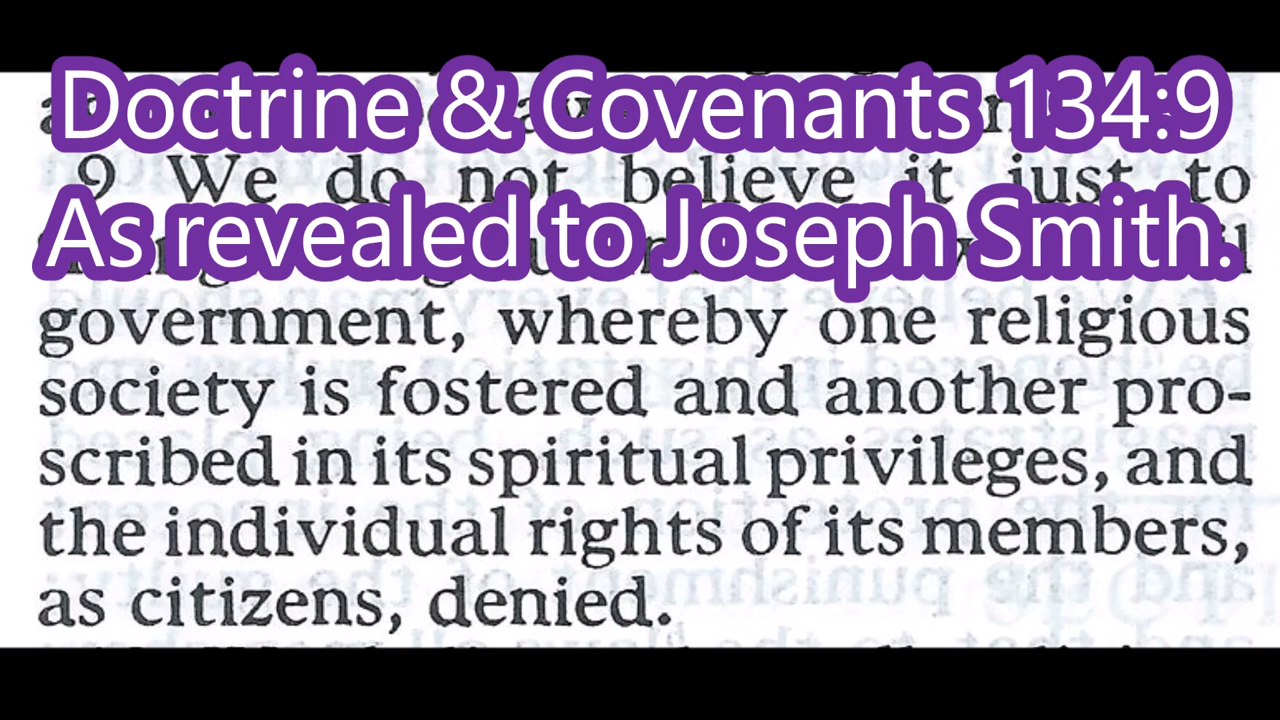 Doctrine & Covenants 134:9
9 We do not believe it just to
As revealed to Joseph Smith.
government, whereby one religious
society is fostered and another pro-
scribed in its spiritual privileges, and
the individual rights of its members,
as citizens, denied.